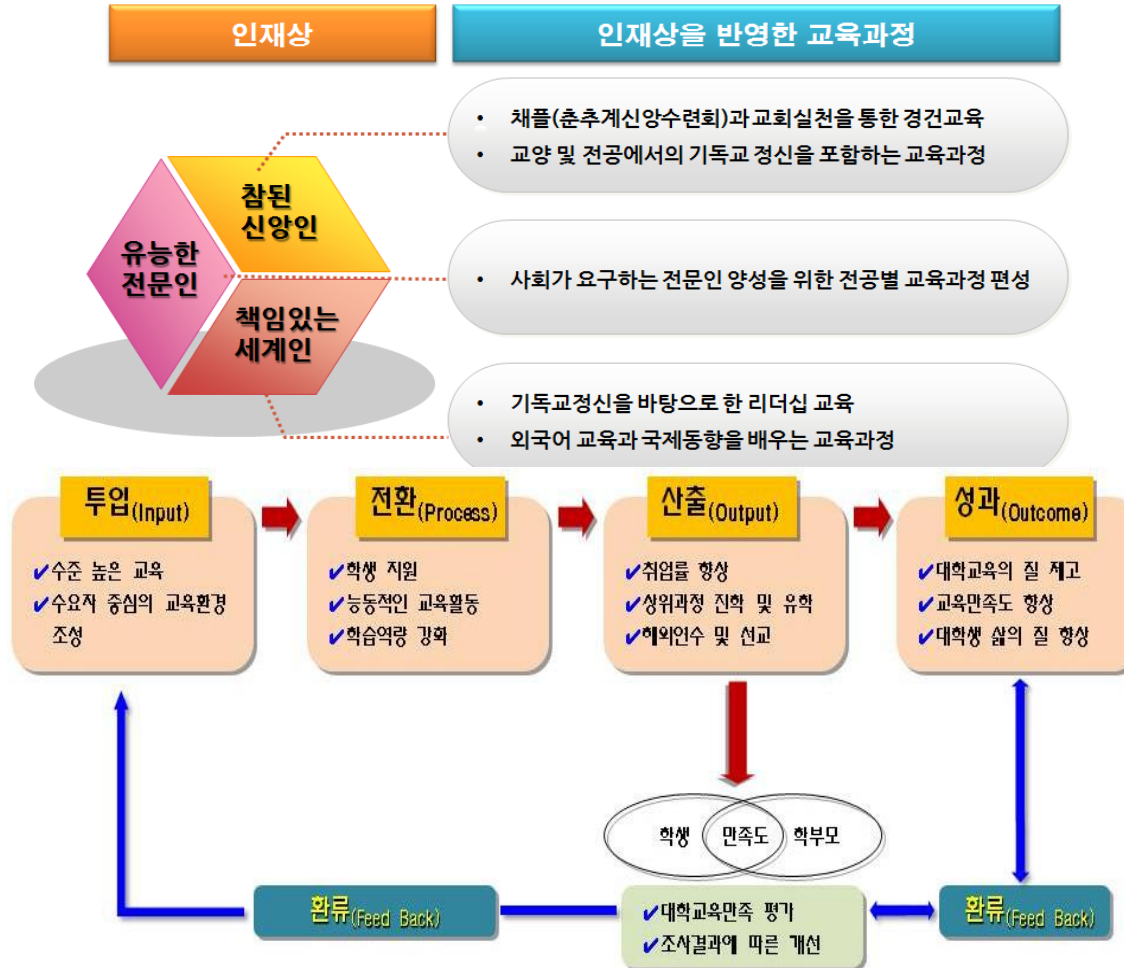 인재상
인재상을 반영한 교육과정
참된
신앙인
유능한
전문인
책임있는
세계인
• 채플(춘추계신앙수련회)과 교회실천을 통한 경건교육
• 교양 및 전공에서의 기독교 정신을 포함하는 교육과정
• 사회가 요구하는 전문인 양성을 위한 전공별 교육과정 편성
• 기독교정신을 바탕으로 한 리더십 교육
• 외국어 교육과 국제동향을 배우는 교육과정
투입(Input)
✔수준 높은 교육
✔수요자 중심의 교육환경
조성
전환(Process)
✔학생 지원
✔능동적인 교육활동
✔학습역량 강화
산출(Output)
✔취업률 향상
✔상위과정 진학 및 유학
✔해외연수 및 선교
성과(Outcome)
✔대학교육의 질 제고
✔교육만족도 향상
✔대학생 삶의 질 향상
학생 만족도 학부모
환류(Feed Back)
✔대학교육만족 평가
✔조사결과에 따른 개선
환류(Feed Back)